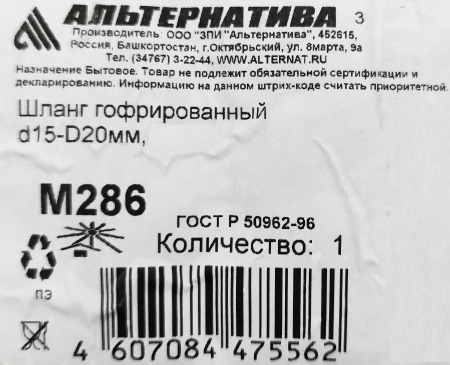 АЛЬТЕРНАТИВА 3
Производитель: ООО "ЗПИ "Альтернатива", 452615,
Россия, Башкортостан, г.Октябрьский, ул. 8марта, 9а
Тел. (34767) 3-22-44, WWW.ALTERNAT.RU
Назначение Бытовое. Товар не подлежит обязательной сертификации и
декларированию. Информацию на данном штрих-коде считать приоритетной.
Шланг гофрированный
d15-D20мм,
М286
ГОСТ Р 50962-96
Количество: 1
ПЭ
4 607084 475562